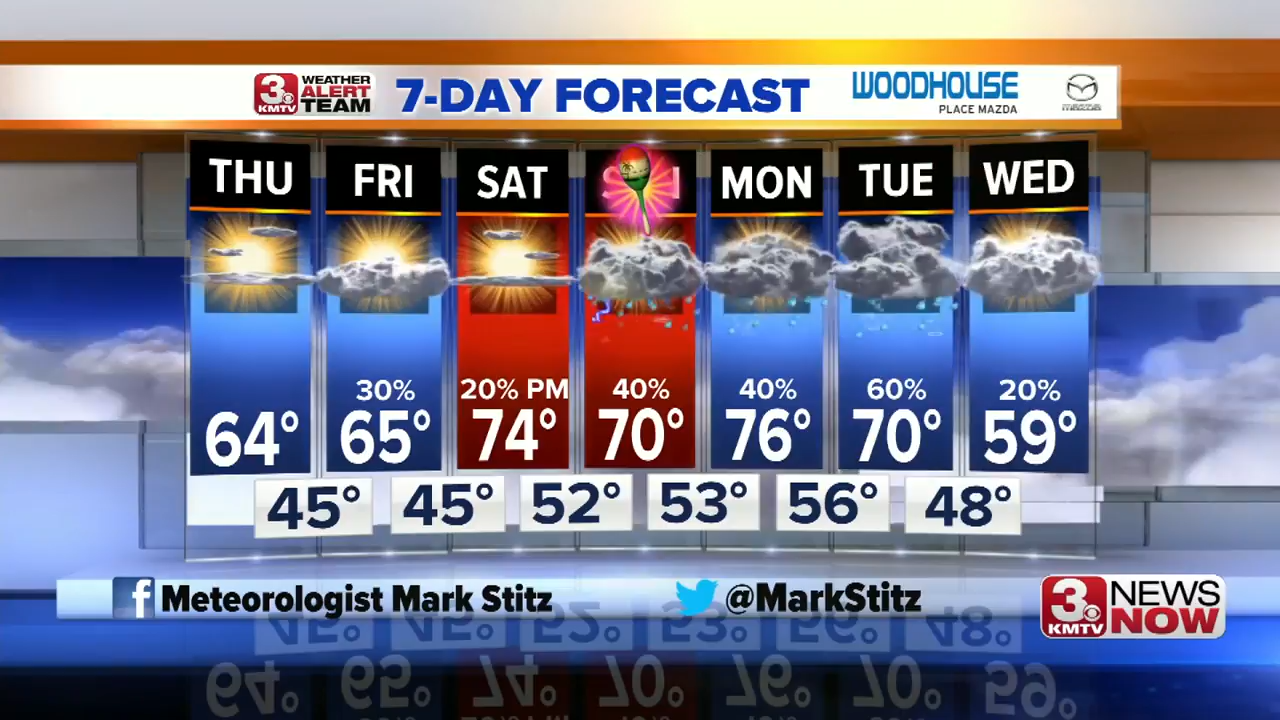 3 KMTV WEATHER ALERT TEAM 7-DAY FORECAST WOODHOUSE PLACE MAZDA
THU FRI SAT MON TUE WED
30% 20% PM 40% 40% 60% 20%
64° 65° 74° 70° 76° 70° 59°
45° 45° 52° 53° 56° 48°
f Meteorologist Mark Stitz @MarkStitz 3 KMTV NEWS NOW